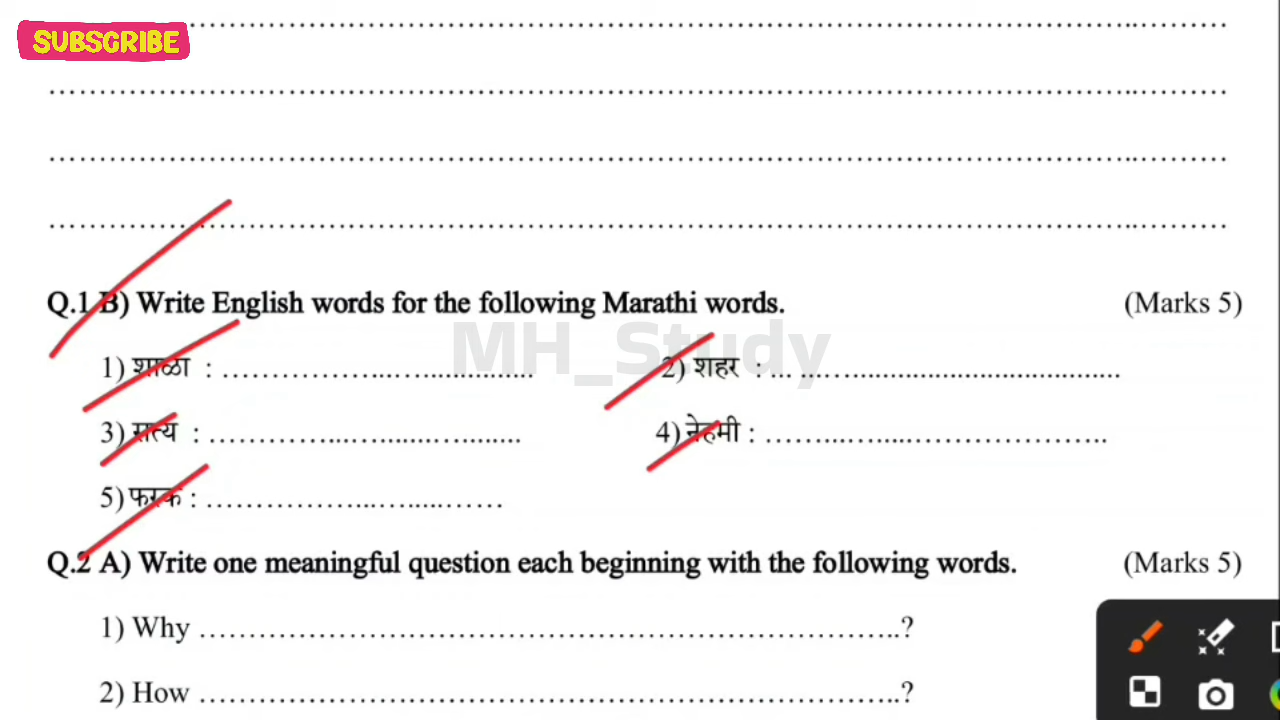 SUBSCRIBE
Q.1 B) Write English words for the following Marathi words. (Marks 5)
MH_Study
1) शाळा : ........................................ 2) शहर : ........................................
3) सत्य : ........................................ 4) नेहमी : ........................................
5) फरक : ........................................
Q.2 A) Write one meaningful question each beginning with the following words. (Marks 5)
1) Why ........................................?
2) How ........................................?